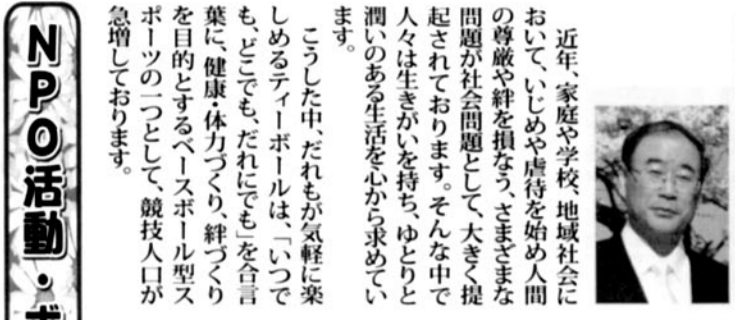 近年、家庭や学校、地域社会に
おいて、いじめや虐待を始め人間
の尊厳や絆を損なう、さまざまな
問題が社会問題として、大きく提
起されております。そんな中で
人々は生きがいを持ち、ゆとりと
潤いのある生活を心から求めてい
ます。
こうした中、だれもが気軽に楽
しめるティーボールは、「いつで
も、どこでも、だれにでも」を合言
葉に、健康・体力づくり、絆づくり
を目的とするベースボール型ス
ポーツの一つとして、競技人口が
急増しております。
NPO活動・ボ